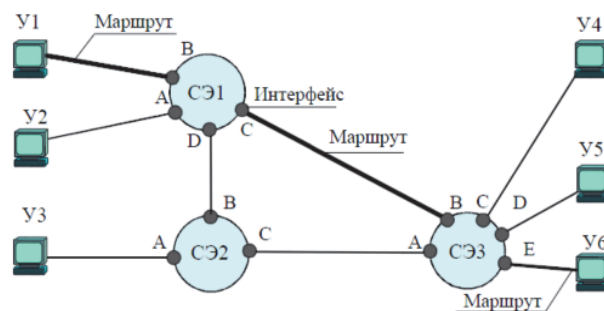 У1
Маршрут
У4
B
СЭ1
Интерфейс
A
C
У2
D
Маршрут
У5
B
B
C
D
У3
A
СЭ2
C
A
СЭ3
E
У6
Маршрут